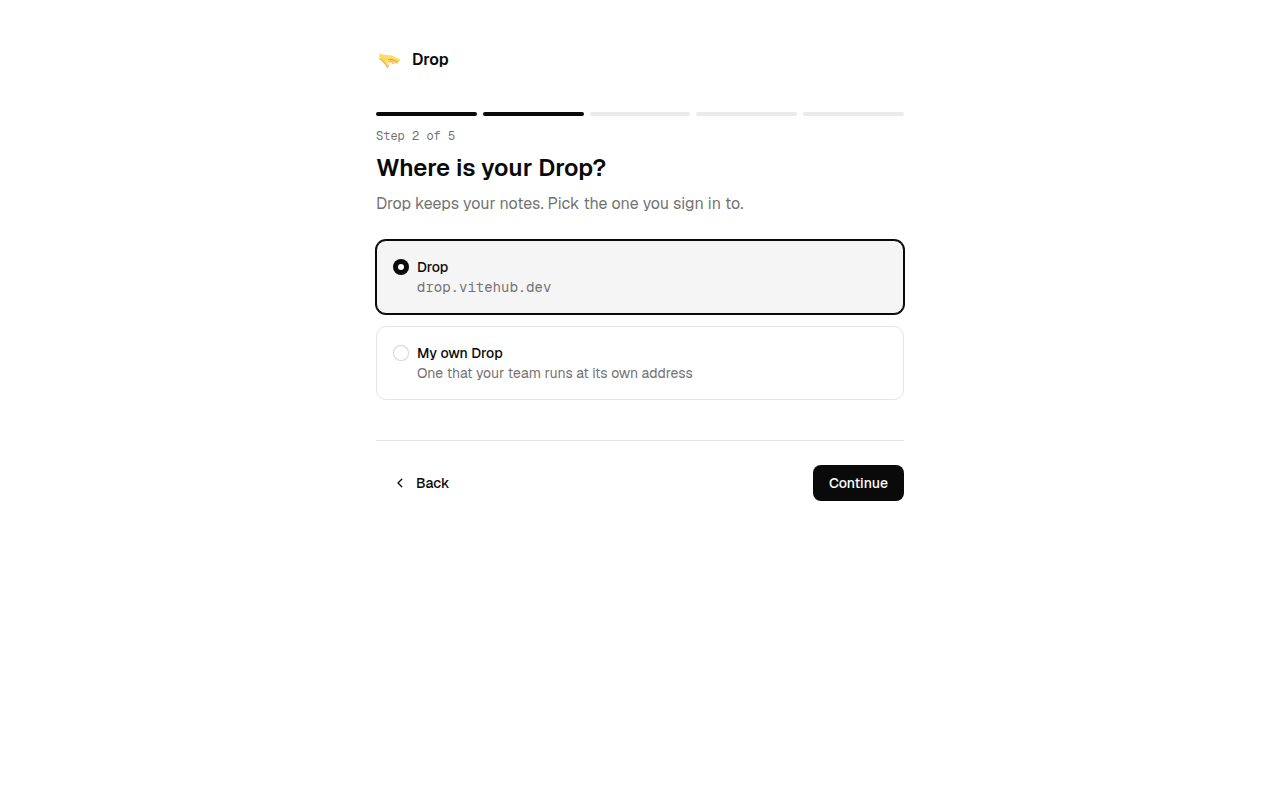 Drop
Step 2 of 5
Where is your Drop?
Drop keeps your notes. Pick the one you sign in to.
Drop
drop.vitehub.dev
My own Drop
One that your team runs at its own address
Back
Continue